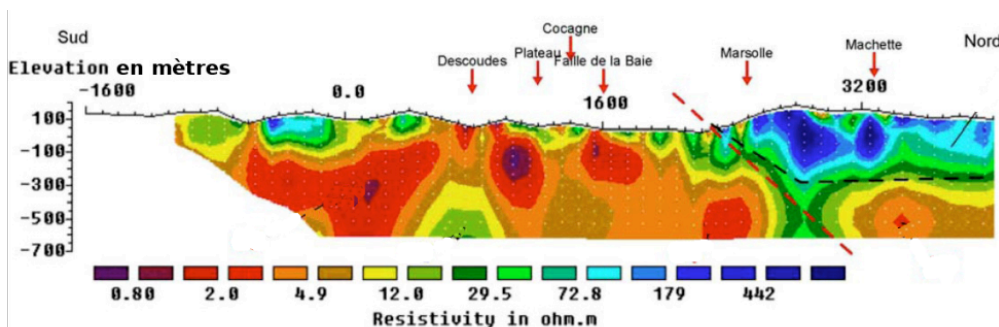 Cocagne
Sud
Nord
Descoudes
Plateau
Faille de la Baie
Marsolle
Machette
Elevation en mètres
-1600
0.0
1600
3200
100
-100
-300
-500
-700
0.80
2.0
4.9
12.0
29.5
72.8
179
442
Resistivity in ohm.m